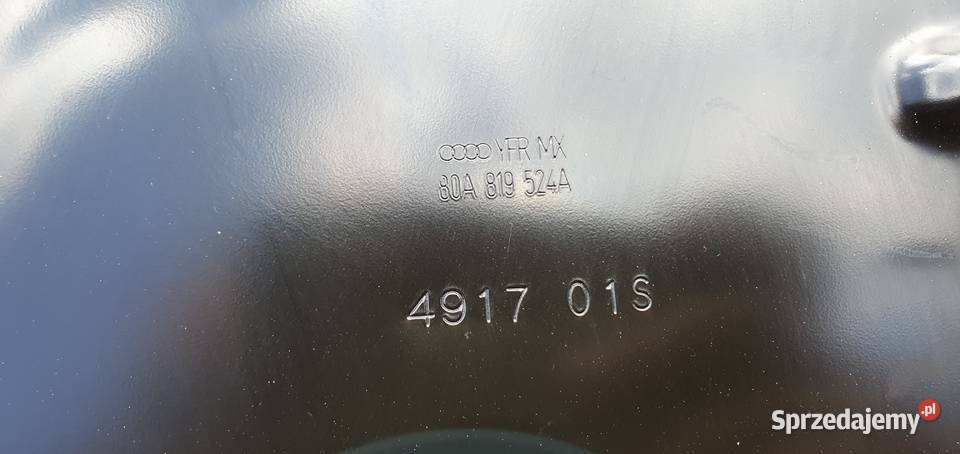 YFR MX
80A 819 524A
4917 01S
Sprzedajemy.pl